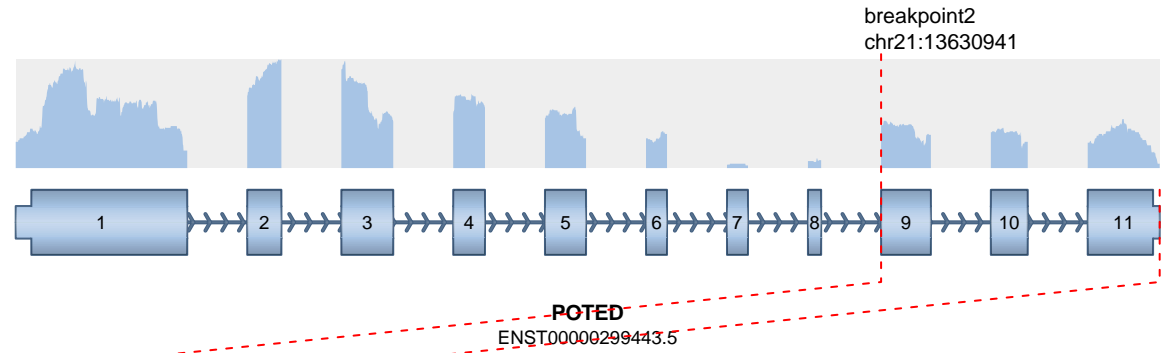 breakpoint2
chr21:13630941
1 2 3 4 5 6 7 8 9 10 11
POTED
ENST00000299443.5